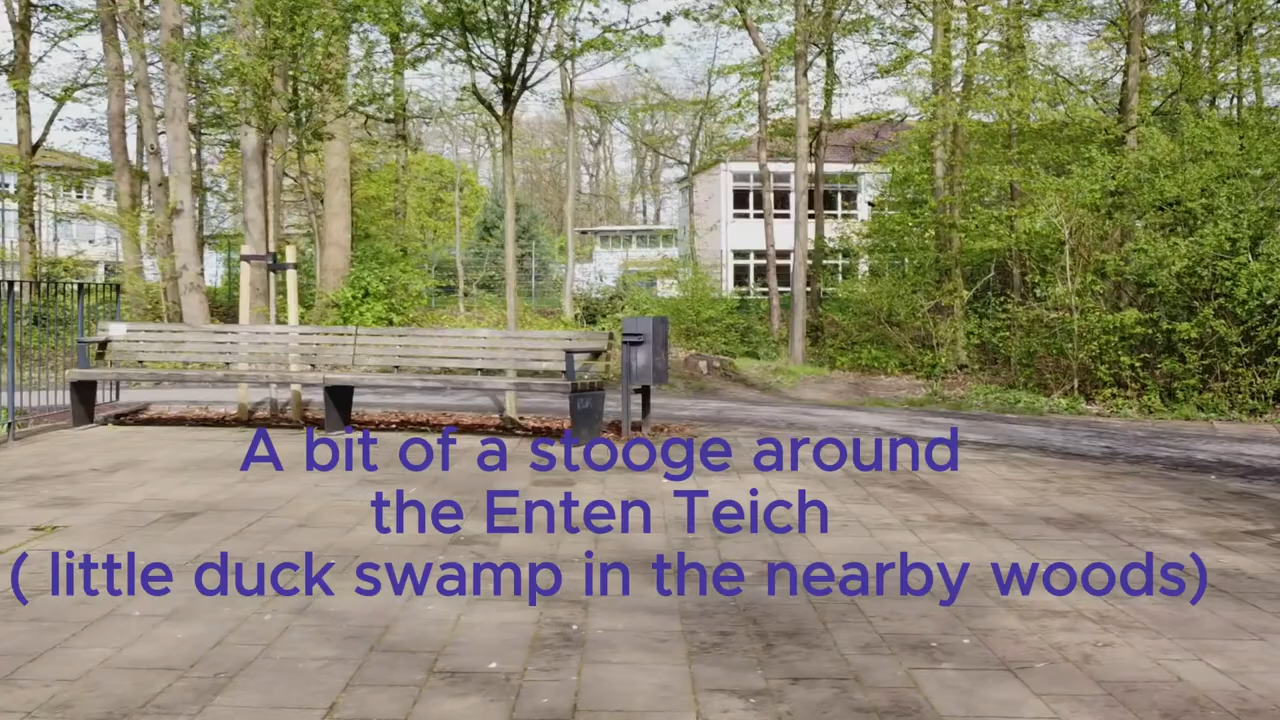 A bit of a stooge around
the Enten Teich
( little duck swamp in the nearby woods)